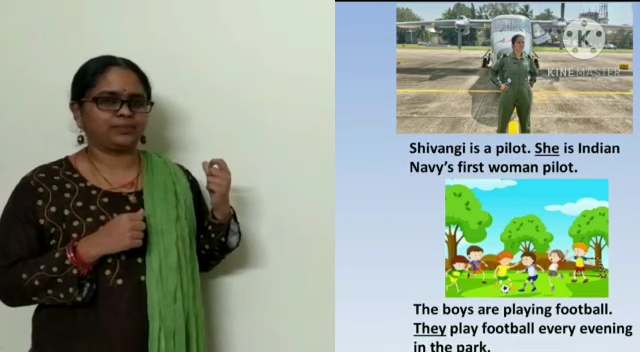 K
KINEMASTER
Shivangi is a pilot. She is Indian
Navy's first woman pilot.
The boys are playing football.
They play football every evening
in the park.